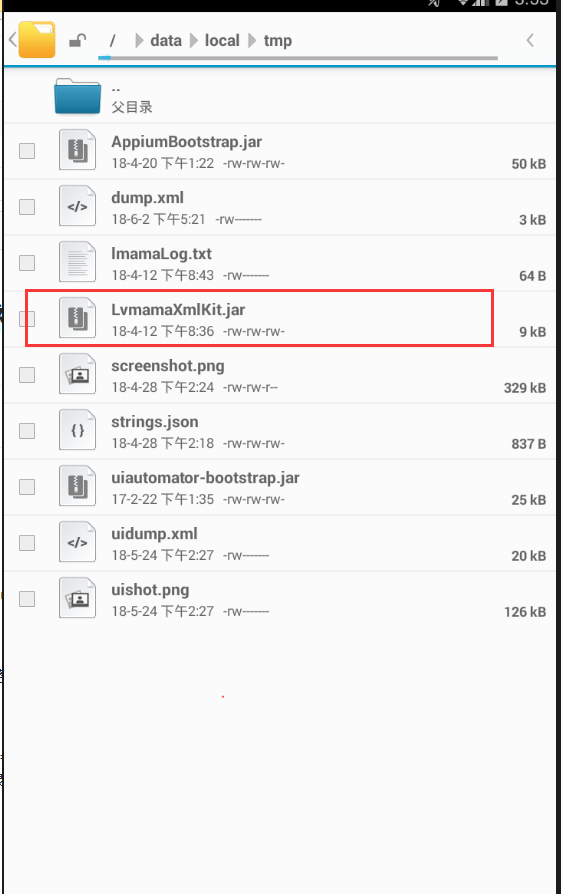 / data local tmp
..
父目录
AppiumBootstrap.jar
18-4-20 下午1:22 -rw-rw-rw-
50 kB
dump.xml
18-6-2 下午5:21 -rw-------
3 kB
lmamaLog.txt
18-4-12 下午8:43 -rw-------
64 B
LvmamaXmlKit.jar
18-4-12 下午8:36 -rw-rw-rw-
9 kB
screenshot.png
18-4-28 下午2:24 -rw-rw-r--
329 kB
strings.json
18-4-28 下午2:18 -rw-rw-rw-
837 B
uiautomator-bootstrap.jar
17-2-22 下午1:35 -rw-rw-rw-
25 kB
uidump.xml
18-5-24 下午2:27 -rw-------
20 kB
uishot.png
18-5-24 下午2:27 -rw-------
126 kB